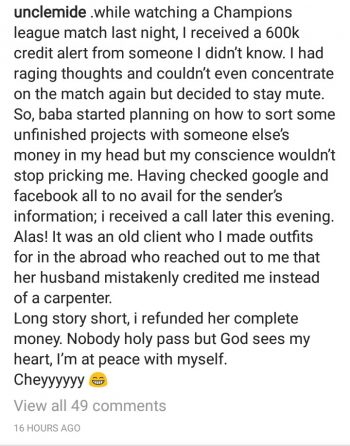 unclemide .while watching a Champions
league match last night, I received a 600k
credit alert from someone I didn't know. I had
raging thoughts and couldn't even concentrate
on the match again but decided to stay mute.
So, baba started planning on how to sort some
unfinished projects with someone else's
money in my head but my conscience wouldn't
stop pricking me. Having checked google and
facebook all to no avail for the sender's
information; i received a call later this evening.
Alas! It was an old client who I made outfits
for in the abroad who reached out to me that
her husband mistakenly credited me instead
of a carpenter.
Long story short, i refunded her complete
money. Nobody holy pass but God sees my
heart, I'm at peace with myself.
Cheyyyyyy 😁
View all 49 comments
16 HOURS AGO